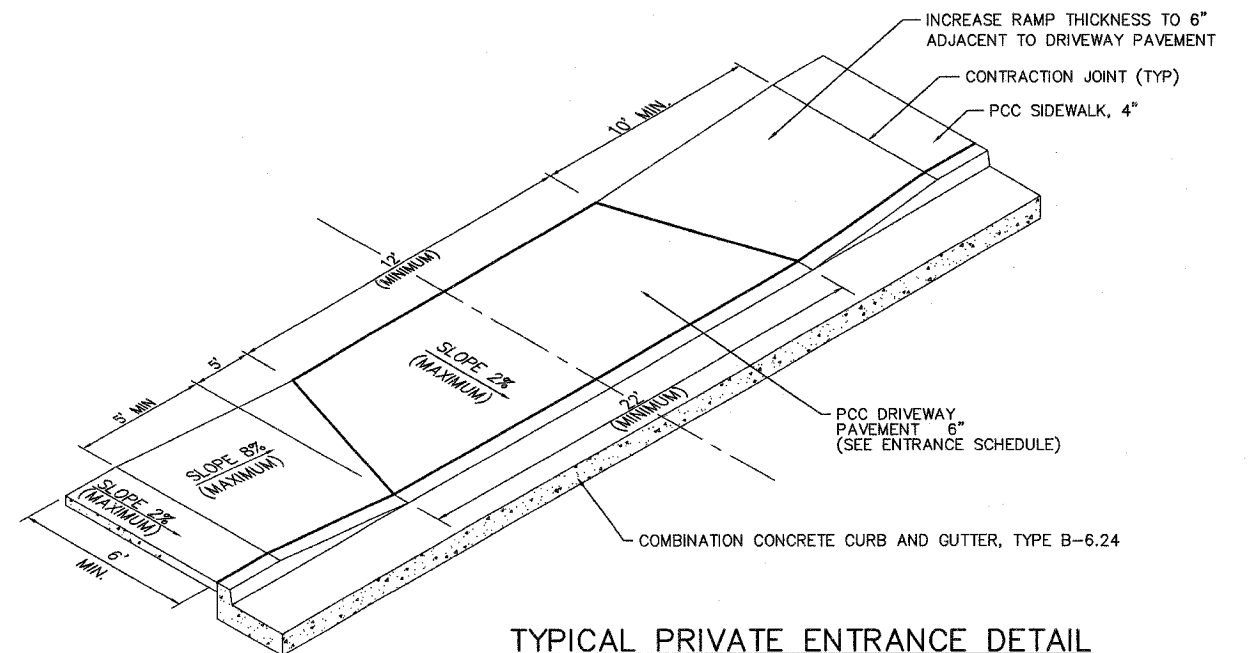 INCREASE RAMP THICKNESS TO 6"
ADJACENT TO DRIVEWAY PAVEMENT
CONTRACTION JOINT (TYP)
PCC SIDEWALK, 4"
10' MIN.
12'
(MINIMUM)
5'
5' MIN
SLOPE 2%
(MAXIMUM)
22'
(MINIMUM)
SLOPE 8%
(MAXIMUM)
SLOPE 2%
(MAXIMUM)
6'
MIN.
PCC DRIVEWAY
PAVEMENT 6"
(SEE ENTRANCE SCHEDULE)
COMBINATION CONCRETE CURB AND GUTTER, TYPE B-6.24
TYPICAL PRIVATE ENTRANCE DETAIL